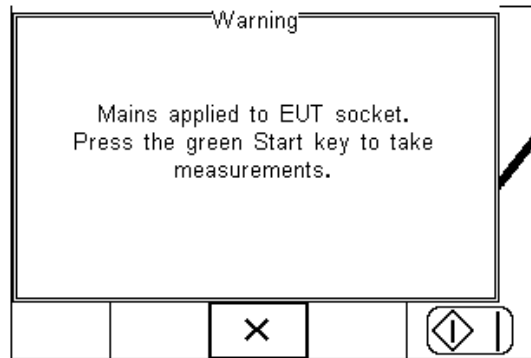 Warning
Mains applied to EUT socket.
Press the green Start key to take
measurements.